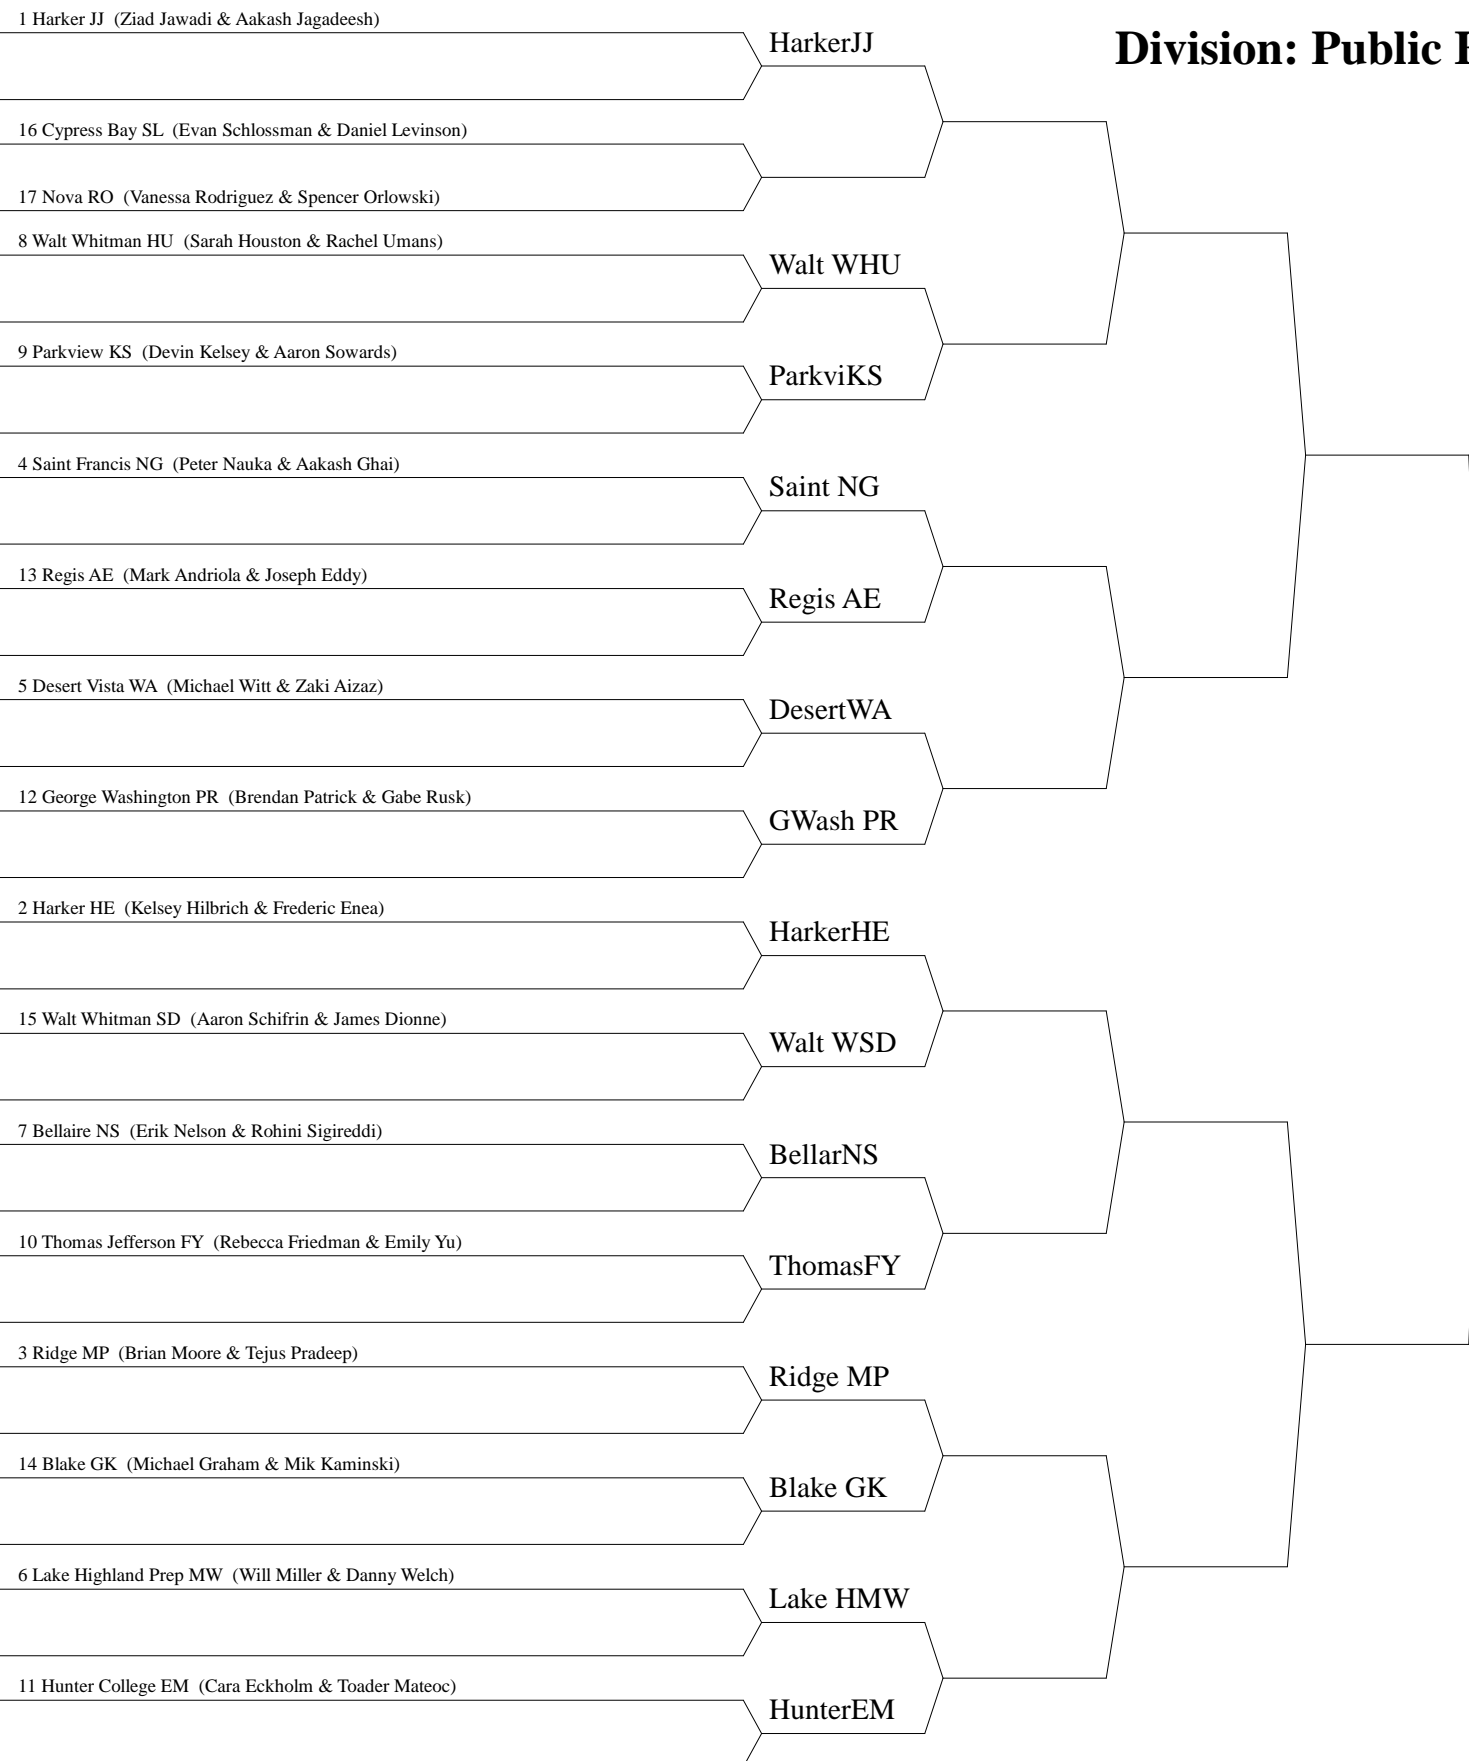 1 Harker JJ (Ziad Jawadi & Aakash Jagadeesh)
HarkerJJ
Division: Public
16 Cypress Bay SL (Evan Schlossman & Daniel Levinson)
17 Nova RO (Vanessa Rodriguez & Spencer Orlowski)
8 Walt Whitman HU (Sarah Houston & Rachel Umans)
Walt WHU
9 Parkview KS (Devin Kelsey & Aaron Sowards)
ParkviKS
4 Saint Francis NG (Peter Nauka & Aakash Ghai)
Saint NG
13 Regis AE (Mark Andriola & Joseph Eddy)
Regis AE
5 Desert Vista WA (Michael Witt & Zaki Aizaz)
DesertWA
12 George Washington PR (Brendan Patrick & Gabe Rusk)
GWash PR
2 Harker HE (Kelsey Hilbrich & Frederic Enea)
HarkerHE
15 Walt Whitman SD (Aaron Schifrin & James Dionne)
Walt WSD
7 Bellaire NS (Erik Nelson & Rohini Sigireddi)
BellarNS
10 Thomas Jefferson FY (Rebecca Friedman & Emily Yu)
ThomasFY
3 Ridge MP (Brian Moore & Tejus Pradeep)
Ridge MP
14 Blake GK (Michael Graham & Mik Kaminski)
Blake GK
6 Lake Highland Prep MW (Will Miller & Danny Welch)
Lake HMW
11 Hunter College EM (Cara Eckholm & Toader Mateoc)
HunterEM